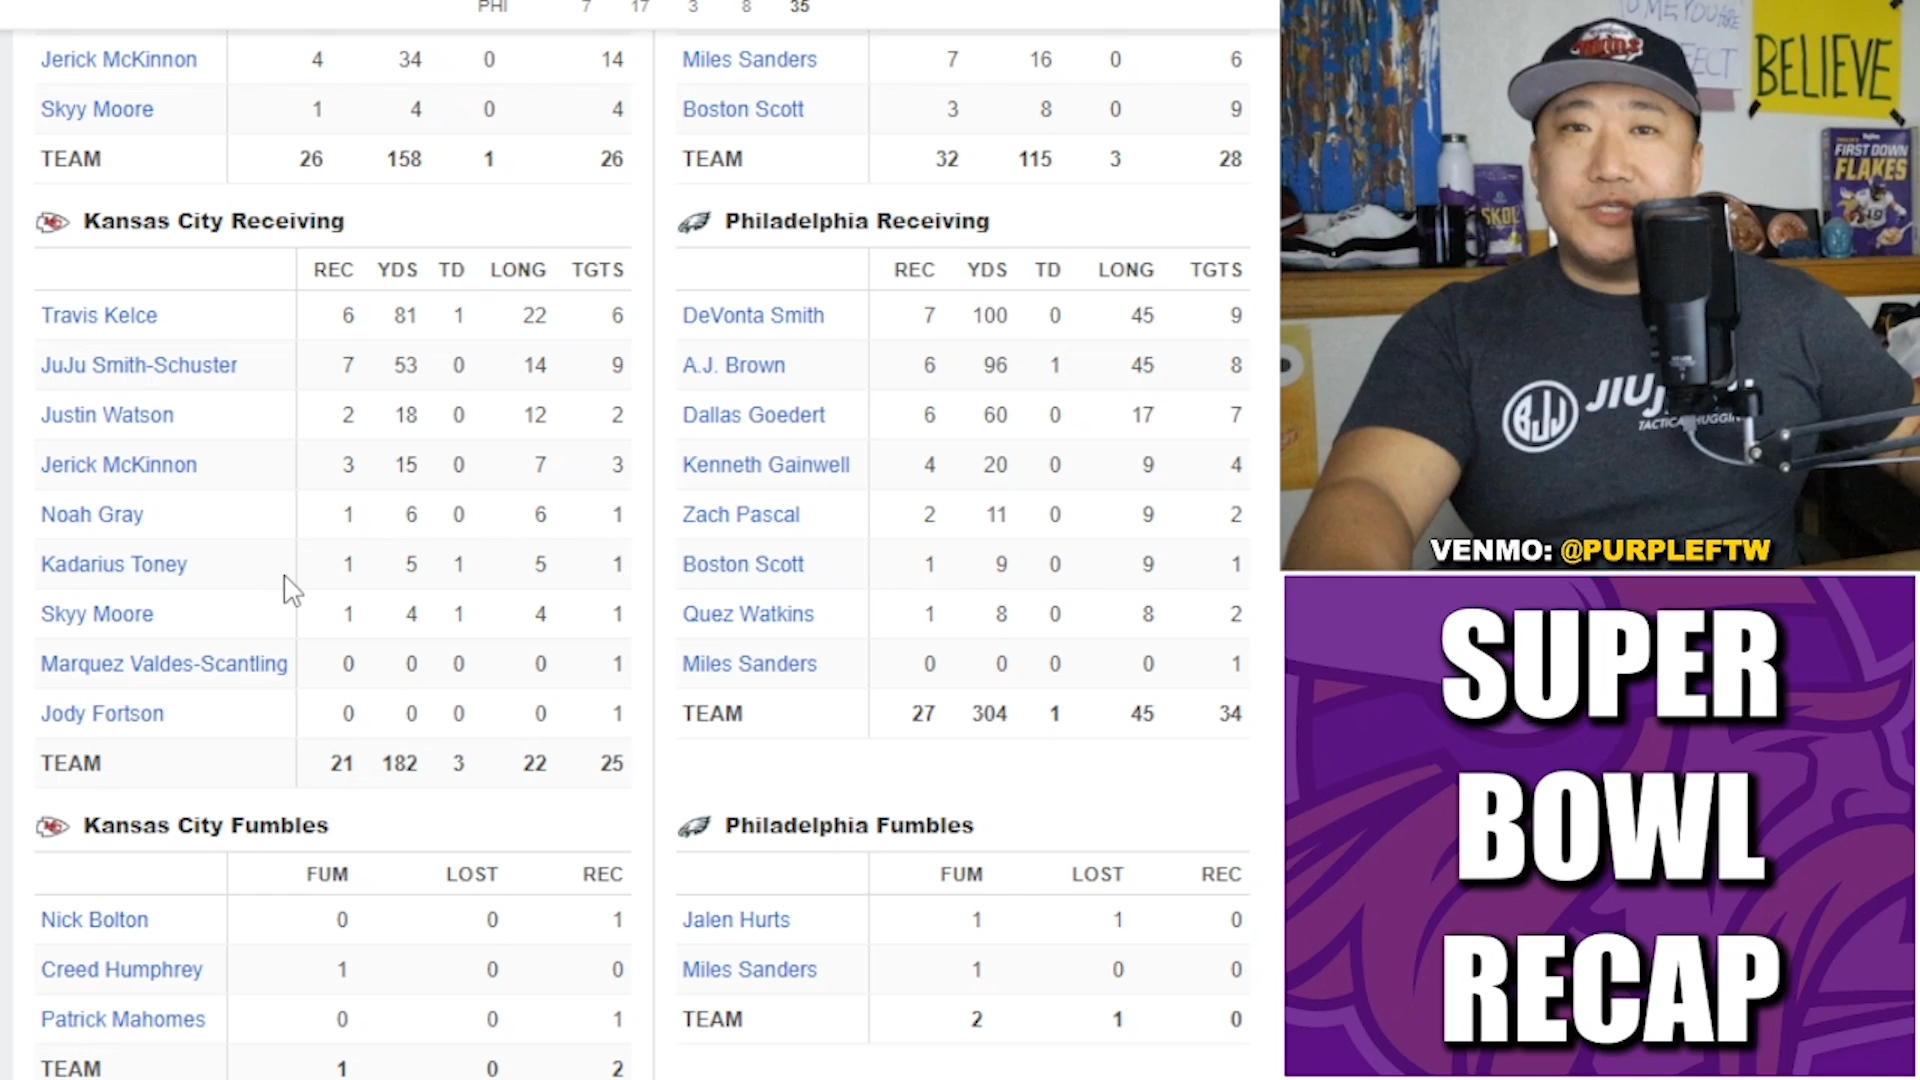 PHI 7 17 3 8 35
Jerick McKinnon 4 34 0 14
Skyy Moore 1 4 0 4
TEAM 26 158 1 26
Miles Sanders 7 16 0 6
Boston Scott 3 8 0 9
TEAM 32 115 3 28
Kansas City Receiving
REC YDS TD LONG TGTS
Travis Kelce 6 81 1 22 6
JuJu Smith-Schuster 7 53 0 14 9
Justin Watson 2 18 0 12 2
Jerick McKinnon 3 15 0 7 3
Noah Gray 1 6 0 6 1
Kadarius Toney 1 5 1 5 1
Skyy Moore 1 4 1 4 1
Marquez Valdes-Scantling 0 0 0 0 1
Jody Fortson 0 0 0 0 1
TEAM 21 182 3 22 25
Philadelphia Receiving
REC YDS TD LONG TGTS
DeVonta Smith 7 100 0 45 9
A.J. Brown 6 96 1 45 8
Dallas Goedert 6 60 0 17 7
Kenneth Gainwell 4 20 0 9 4
Zach Pascal 2 11 0 9 2
Boston Scott 1 9 0 9 1
Quez Watkins 1 8 0 8 2
Miles Sanders 0 0 0 0 1
TEAM 27 304 1 45 34
Kansas City Fumbles
FUM LOST REC
Nick Bolton 0 0 1
Creed Humphrey 1 0 0
Patrick Mahomes 0 0 1
TEAM 1 0 2
Philadelphia Fumbles
FUM LOST REC
Jalen Hurts 1 1 0
Miles Sanders 1 0 0
TEAM 2 1 0
TO ME YOU ARE
BELIEVE
FIRST DOWN
FLAKES
SKOL
BJJ
VENMO: @PURPLEFTW
SUPER
BOWL
RECAP